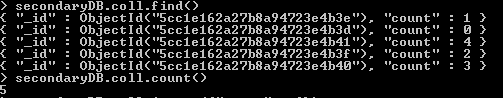 > secondaryDB.coll.find()
{ "_id" : ObjectId("5cc1e162a27b8a94723e4b3e"), "count" : 1 }
{ "_id" : ObjectId("5cc1e162a27b8a94723e4b3d"), "count" : 0 }
{ "_id" : ObjectId("5cc1e162a27b8a94723e4b41"), "count" : 4 }
{ "_id" : ObjectId("5cc1e162a27b8a94723e4b3f"), "count" : 2 }
{ "_id" : ObjectId("5cc1e162a27b8a94723e4b40"), "count" : 3 }
> secondaryDB.coll.count()
5